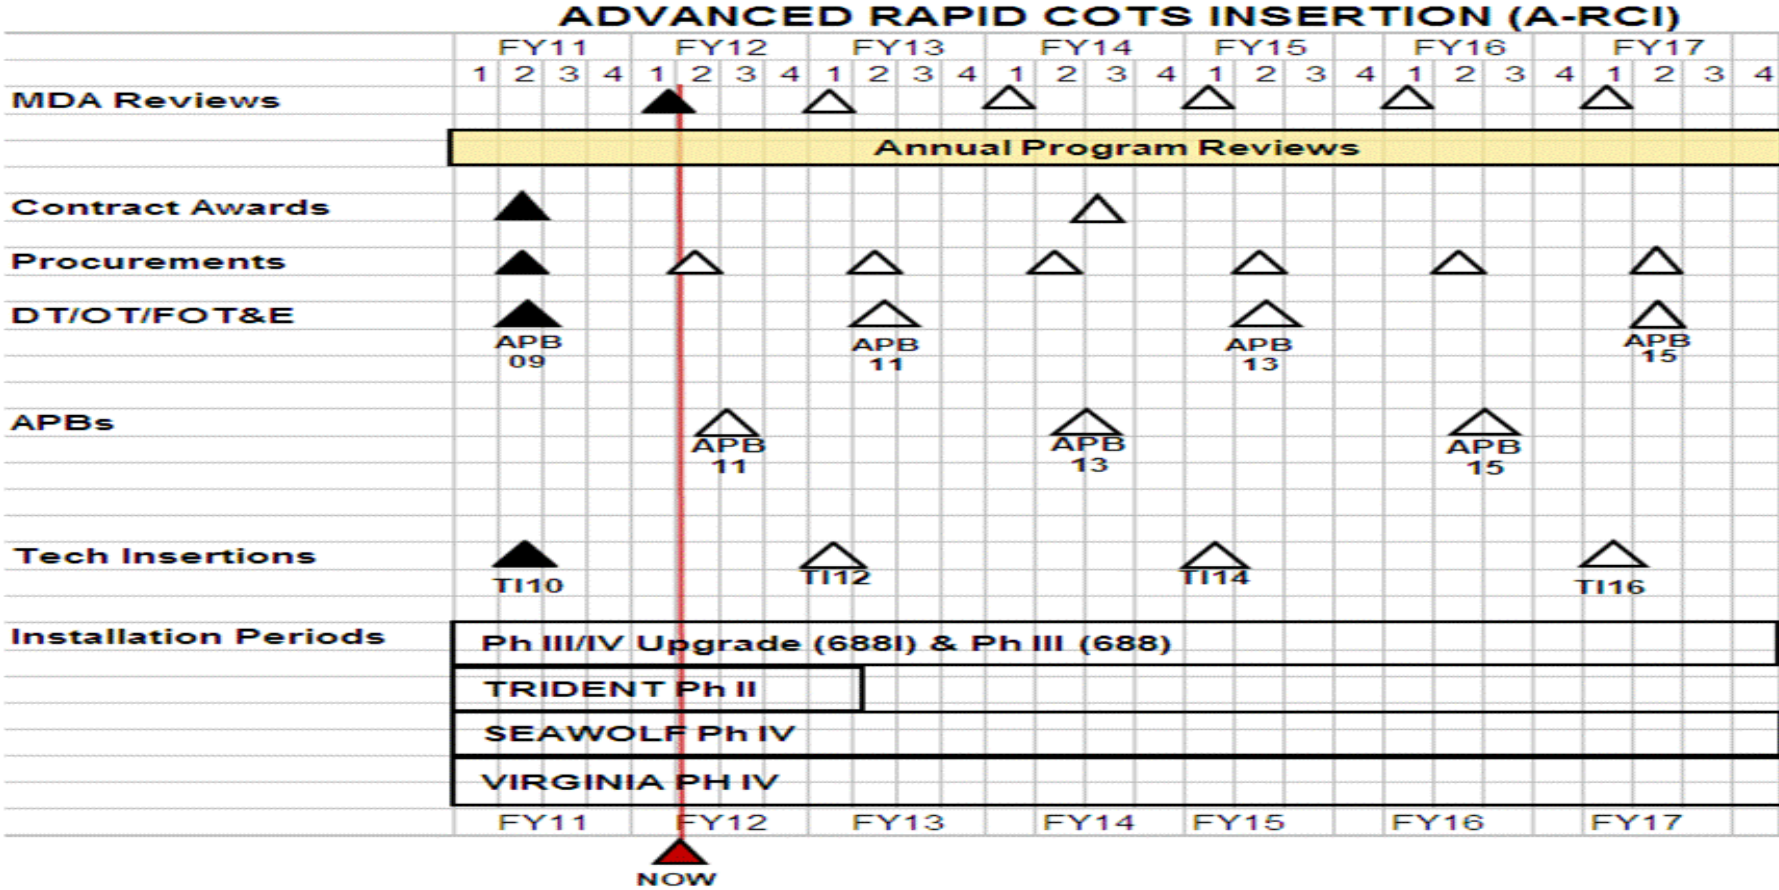 ADVANCED RAPID COTS INSERTION (A-RCI)
FY11 FY12 FY13 FY14 FY15 FY16 FY17
1 2 3 4 1 2 3 4 1 2 3 4 1 2 3 4 1 2 3 4 1 2 3 4 1 2 3 4
MDA Reviews
Annual Program Reviews
Contract Awards
Procurements
DT/OT/FOT&E
APB 09
APB 11
APB 13
APB 15
APBs
APB 11
APB 13
APB 15
Tech Insertions
TI10 TI12 TI14 TI16
Installation Periods
Ph III/IV Upgrade (688I) & Ph III (688)
TRIDENT Ph II
SEAWOLF Ph IV
VIRGINIA PH IV
FY11 FY12 FY13 FY14 FY15 FY16 FY17
NOW